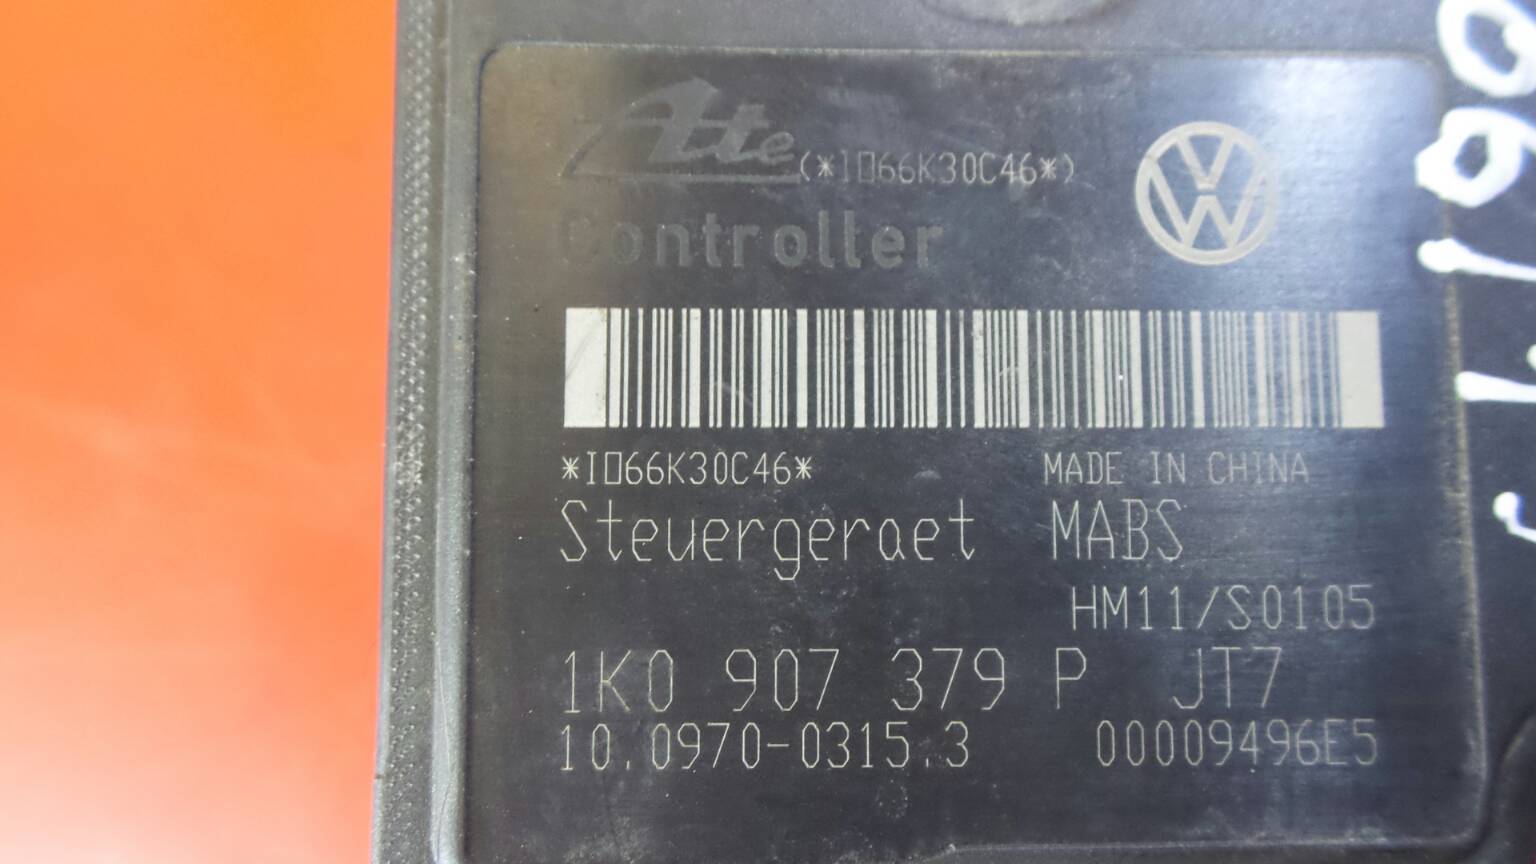 Ate (*I▯66K30C46*)
Controller
*I▯66K30C46* MADE IN CHINA
Steuergeraet MABS
HM11/S0105
1K0 907 379 P JT7
10.0970-0315.3 00009496E5